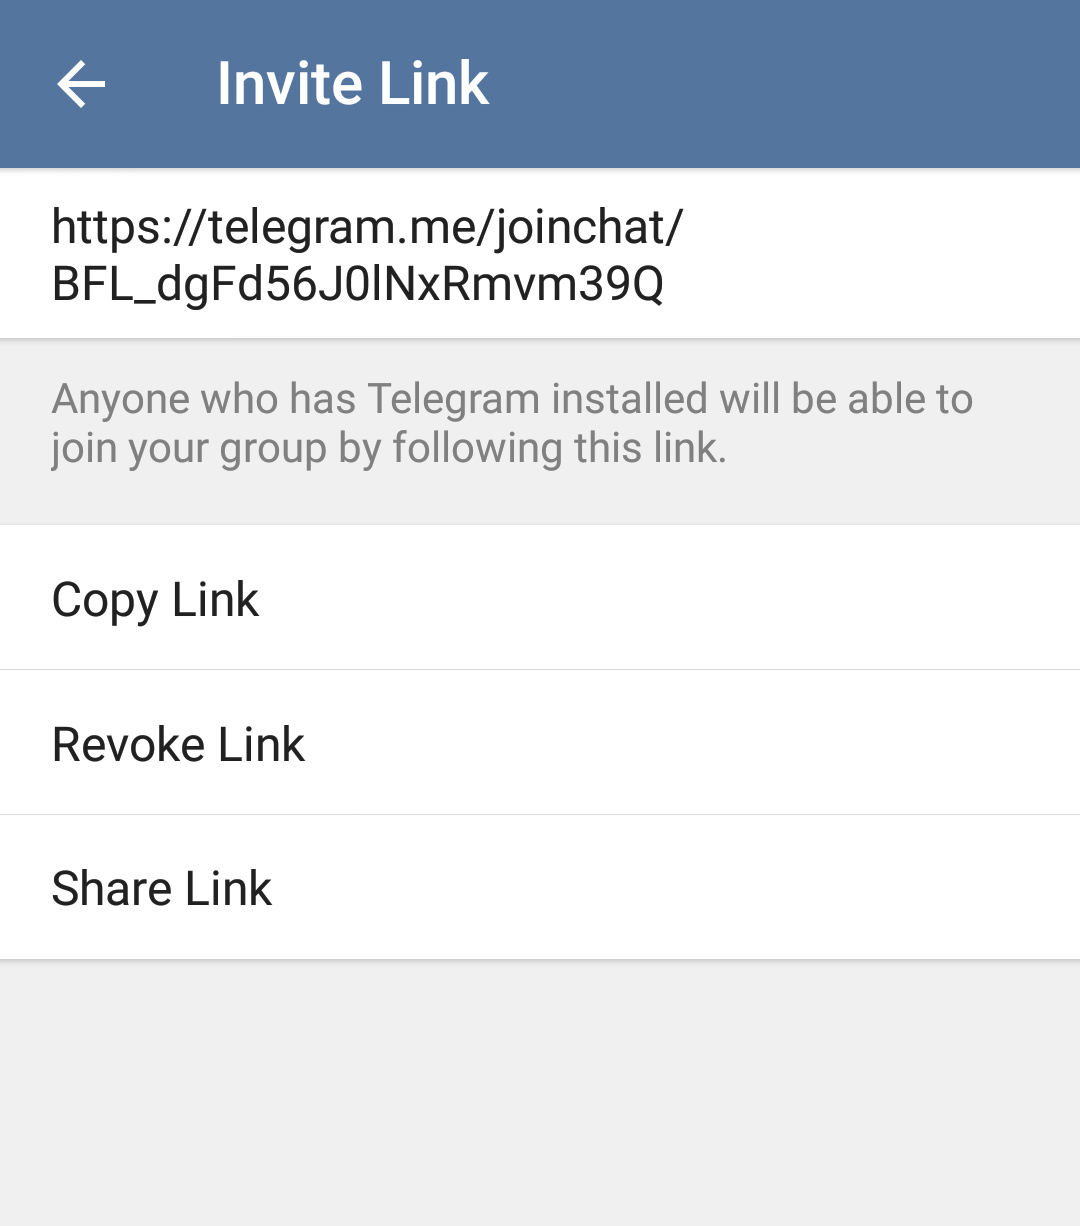 Invite Link
https://telegram.me/joinchat/
BFL_dgFd56J0lNxRmvm39Q
Anyone who has Telegram installed will be able to
join your group by following this link.
Copy Link
Revoke Link
Share Link